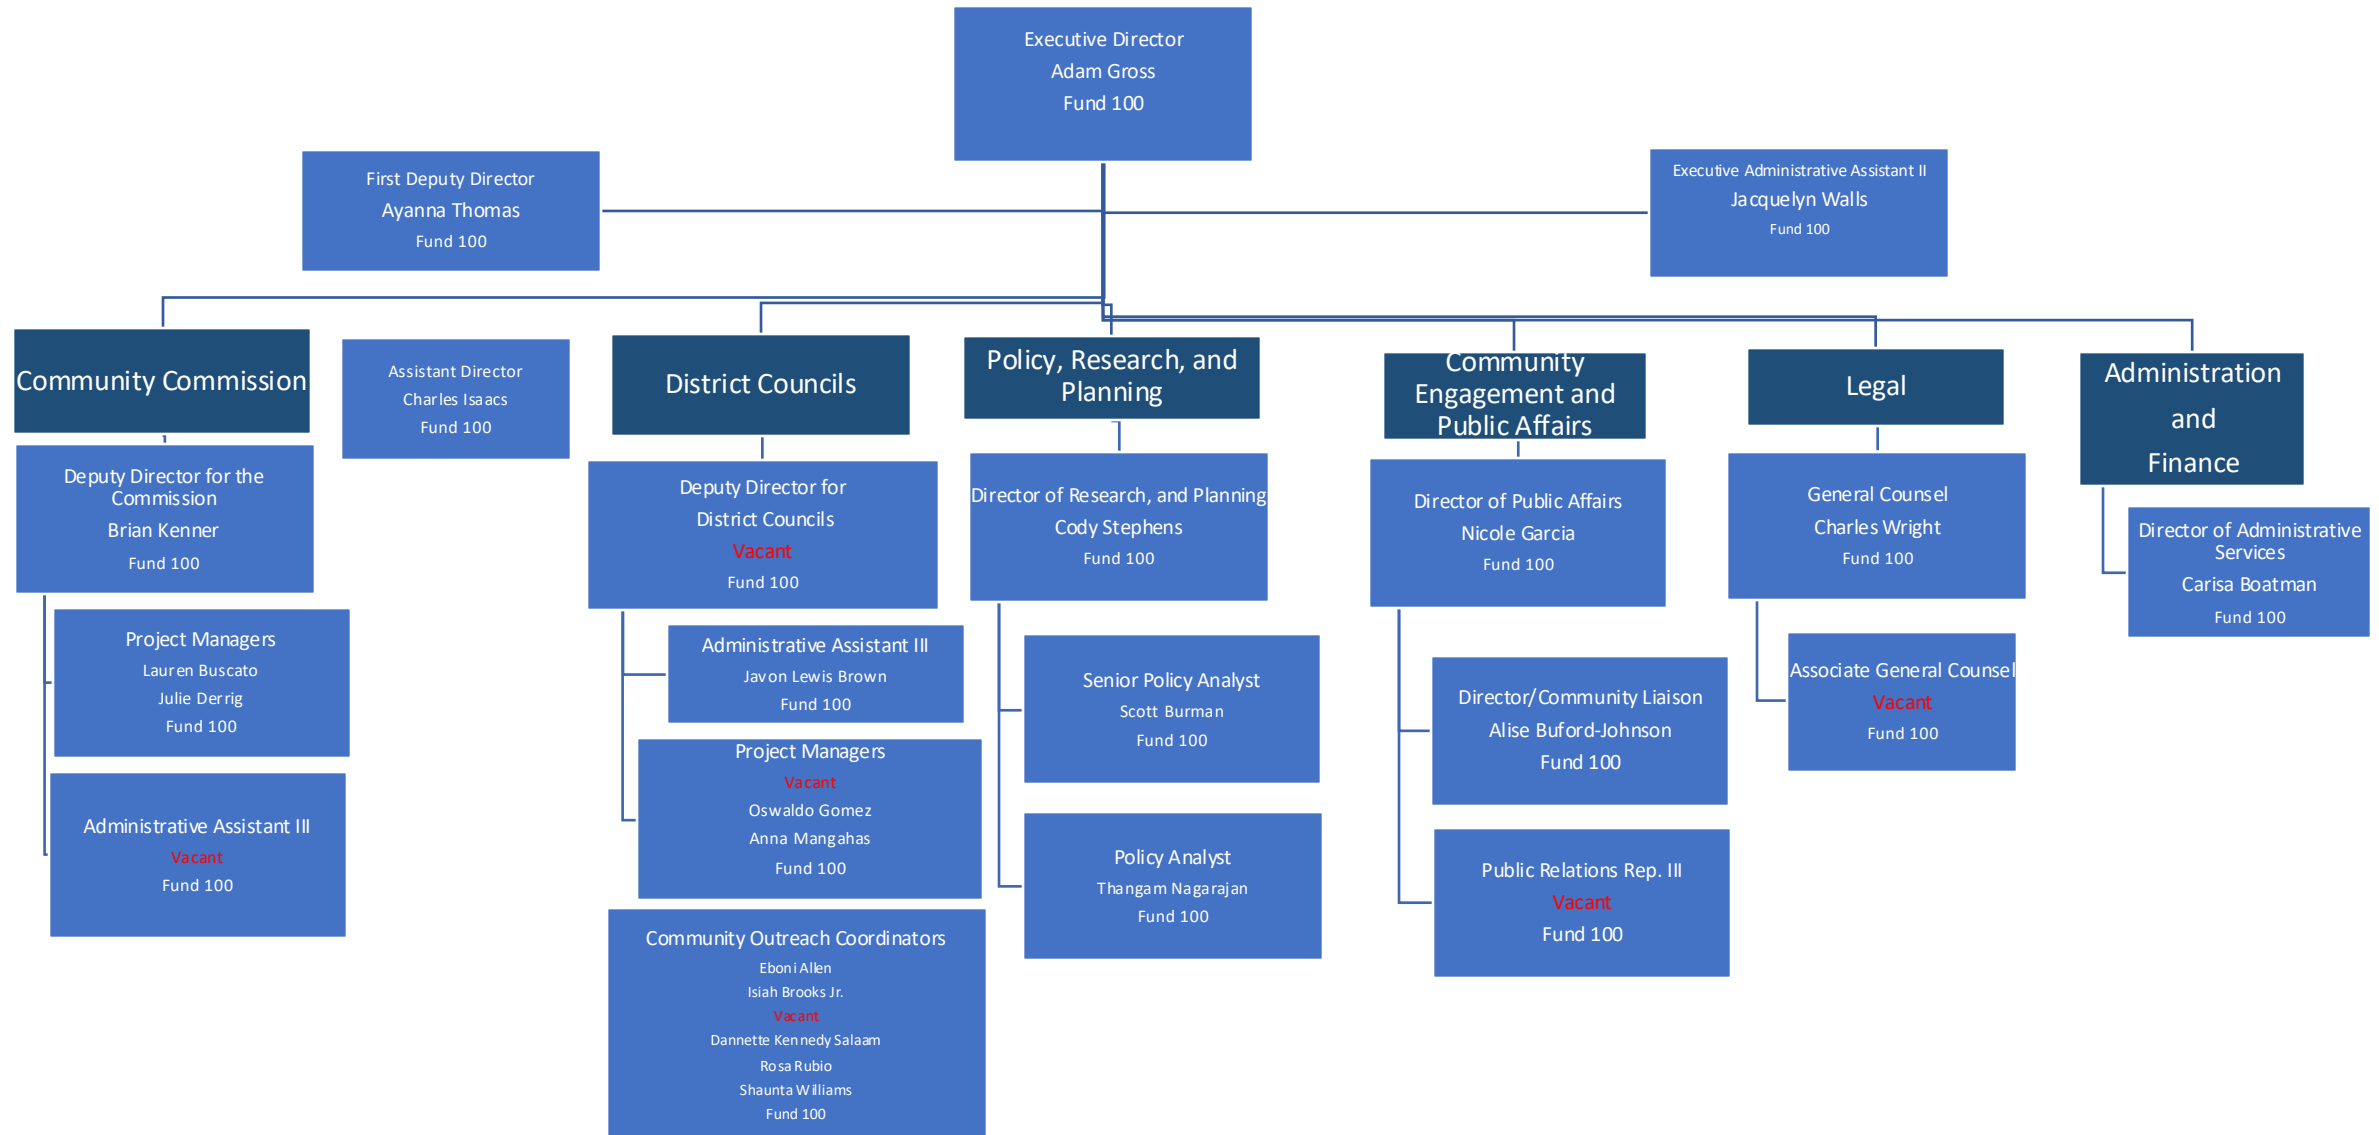 Executive Director
Adam Gross
Fund 100
First Deputy Director
Ayanna Thomas
Fund 100
Executive Administrative Assistant II
Jacquelyn Walls
Fund 100
Community Commission
Deputy Director for the
Commission
Brian Kenner
Fund 100
Project Managers
Lauren Buscato
Julie Derrig
Fund 100
Administrative Assistant III
Vacant
Fund 100
Assistant Director
Charles Isaacs
Fund 100
District Councils
Deputy Director for
District Councils
Vacant
Fund 100
Administrative Assistant III
Javon Lewis Brown
Fund 100
Project Managers
Vacant
Oswaldo Gomez
Anna Mangahas
Fund 100
Community Outreach Coordinators
Eboni Allen
Isiah Brooks Jr.
Vacant
Dannette Kennedy Salaam
Rosa Rubio
Shaunta Williams
Fund 100
Policy, Research, and
Planning
Director of Research, and Planning
Cody Stephens
Fund 100
Senior Policy Analyst
Scott Burman
Fund 100
Policy Analyst
Thangam Nagarajan
Fund 100
Community
Engagement and
Public Affairs
Director of Public Affairs
Nicole Garcia
Fund 100
Director/Community Liaison
Alise Buford-Johnson
Fund 100
Public Relations Rep. III
Vacant
Fund 100
Legal
General Counsel
Charles Wright
Fund 100
Associate General Counsel
Vacant
Fund 100
Administration
and
Finance
Director of Administrative
Services
Carisa Boatman
Fund 100